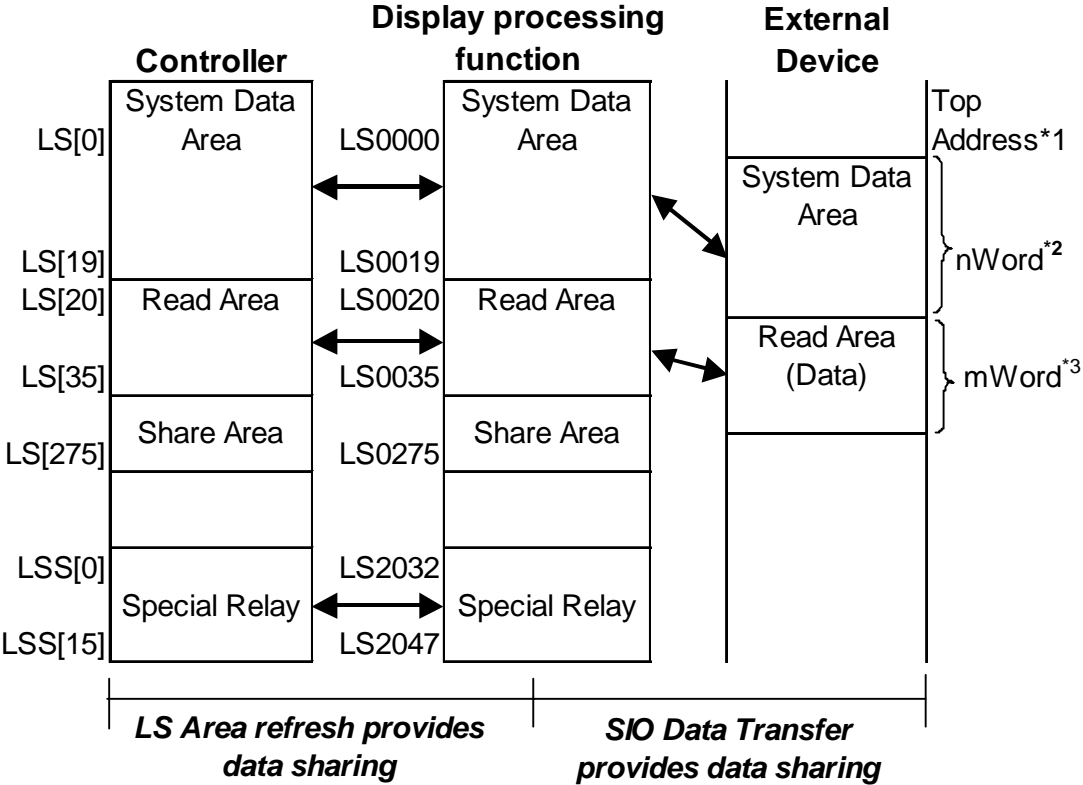 Display processing
function
External
Device
Controller
System Data
Area
LS[0]
LS[19]
LS[20]
Read Area
LS[35]
Share Area
LS[275]
LSS[0]
Special Relay
LSS[15]
System Data
Area
LS0000
LS0019
LS0020
Read Area
LS0035
Share Area
LS0275
LS2032
Special Relay
LS2047
Top
Address*1
System Data
Area
nWord*2
Read Area
(Data)
mWord*3
LS Area refresh provides
data sharing
SIO Data Transfer
provides data sharing